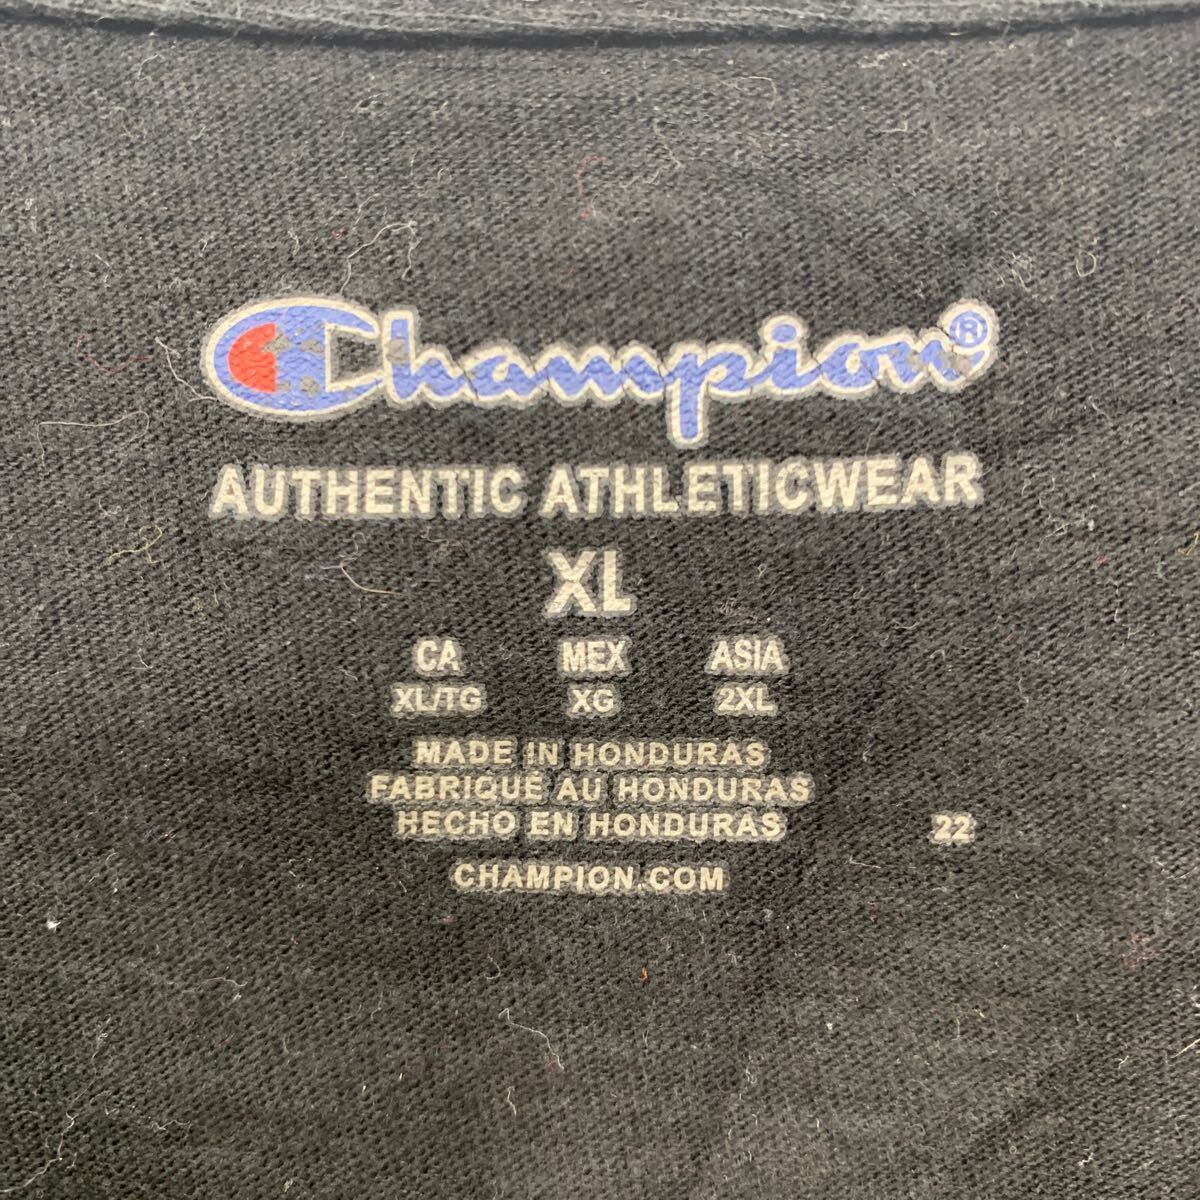 Champion®
AUTHENTIC ATHLETICWEAR
XL
CA MEX ASIA
XL/TG XG 2XL
MADE IN HONDURAS
FABRIQUÉ AU HONDURAS
HECHO EN HONDURAS 22
CHAMPION.COM